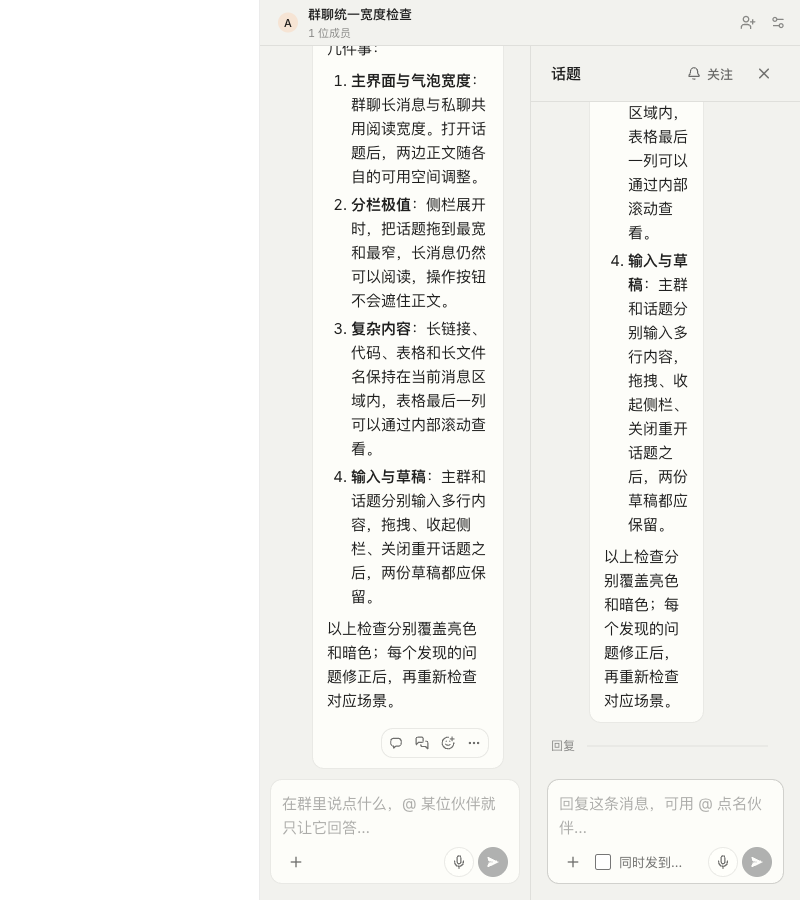 A
群聊统一宽度检查
1 位成员
几件事：
1. 主界面与气泡宽度：
群聊长消息与私聊共
用阅读宽度。打开话
题后，两边正文随各
自的可用空间调整。
2. 分栏极值：侧栏展开
时，把话题拖到最宽
和最窄，长消息仍然
可以阅读，操作按钮
不会遮住正文。
3. 复杂内容：长链接、
代码、表格和长文件
名保持在当前消息区
域内，表格最后一列
可以通过内部滚动查
看。
4. 输入与草稿：主群和
话题分别输入多行内
容，拖拽、收起侧
栏、关闭重开话题之
后，两份草稿都应保
留。
以上检查分别覆盖亮色
和暗色；每个发现的问
题修正后，再重新检查
对应场景。
在群里说点什么，@ 某位伙伴就
只让它回答...
话题
关注
区域内，
表格最后
一列可以
通过内部
滚动查
看。
4. 输入与草
稿：主群
和话题分
别输入多
行内容，
拖拽、收
起侧栏、
关闭重开
话题之
后，两份
草稿都应
保留。
以上检查分
别覆盖亮色
和暗色；每
个发现的问
题修正后，
再重新检查
对应场景。
回复
回复这条消息，可用 @ 点名伙
伴...
同时发到...